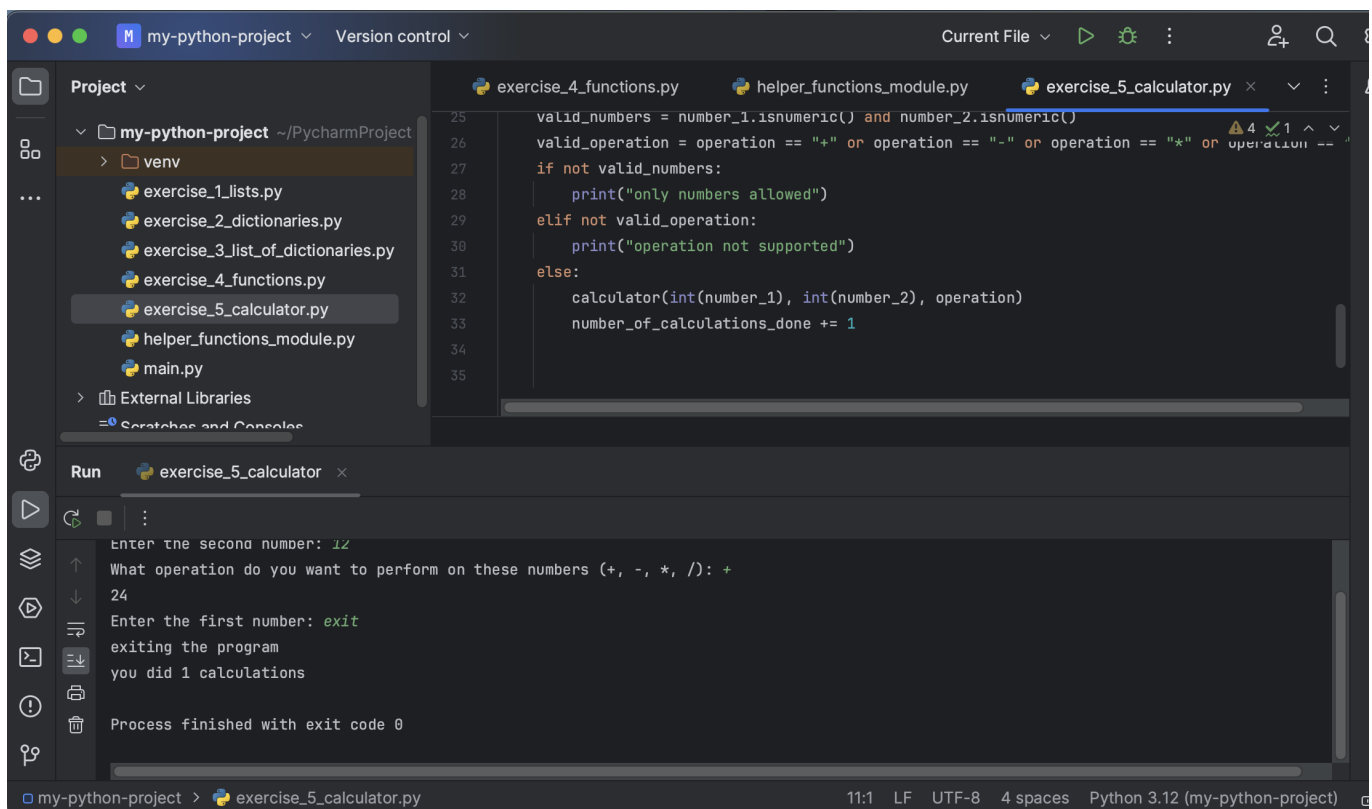 M my-python-project Version control Current File
Project
exercise_4_functions.py helper_functions_module.py exercise_5_calculator.py
my-python-project ~/PycharmProject
venv
exercise_1_lists.py
exercise_2_dictionaries.py
exercise_3_list_of_dictionaries.py
exercise_4_functions.py
exercise_5_calculator.py
helper_functions_module.py
main.py
External Libraries
Scratches and Consoles
4 1
25 valid_numbers = number_1.isnumeric() and number_2.isnumeric()
26 valid_operation = operation == "+" or operation == "-" or operation == "*" or operation == "
27 if not valid_numbers:
28 print("only numbers allowed")
29 elif not valid_operation:
30 print("operation not supported")
31 else:
32 calculator(int(number_1), int(number_2), operation)
33 number_of_calculations_done += 1
34
35
Run exercise_5_calculator
Enter the second number: 12
What operation do you want to perform on these numbers (+, -, *, /): +
24
Enter the first number: exit
exiting the program
you did 1 calculations
Process finished with exit code 0
my-python-project > exercise_5_calculator.py 11:1 LF UTF-8 4 spaces Python 3.12 (my-python-project)